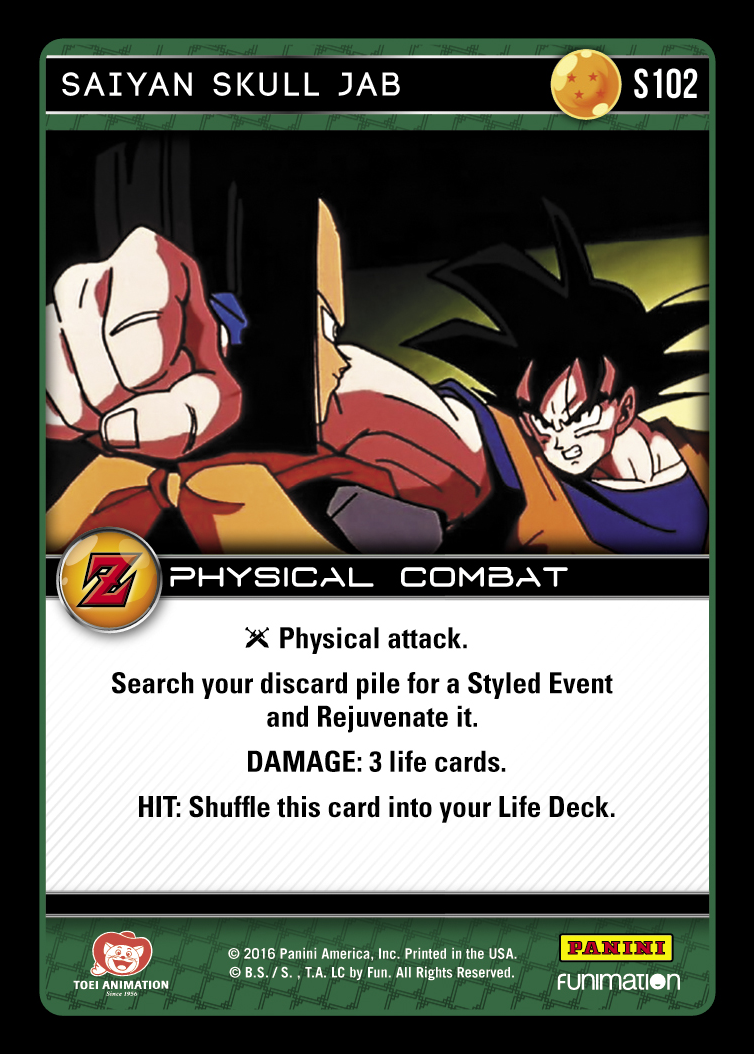 SAIYAN SKULL JAB
S102
Z
PHYSICAL COMBAT
Physical attack.
Search your discard pile for a Styled Event
and Rejuvenate it.
DAMAGE: 3 life cards.
HIT: Shuffle this card into your Life Deck.
TOEI ANIMATION
Since 1956
© 2016 Panini America, Inc. Printed in the USA.
© B.S. / S. , T.A. LC by Fun. All Rights Reserved.
PANINI
FUNIMATION